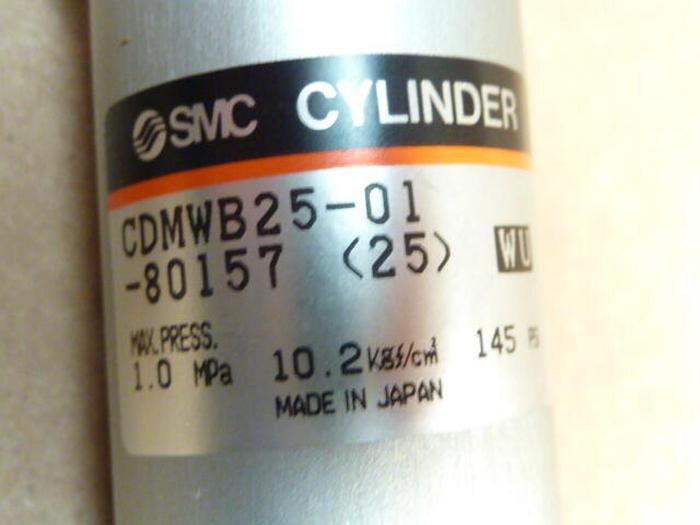 SMC CYLINDER
CDMWB25-01
-80157 (25) WU
MAX.PRESS.
1.0 MPa 10.2 Kgf/cm² 145
MADE IN JAPAN